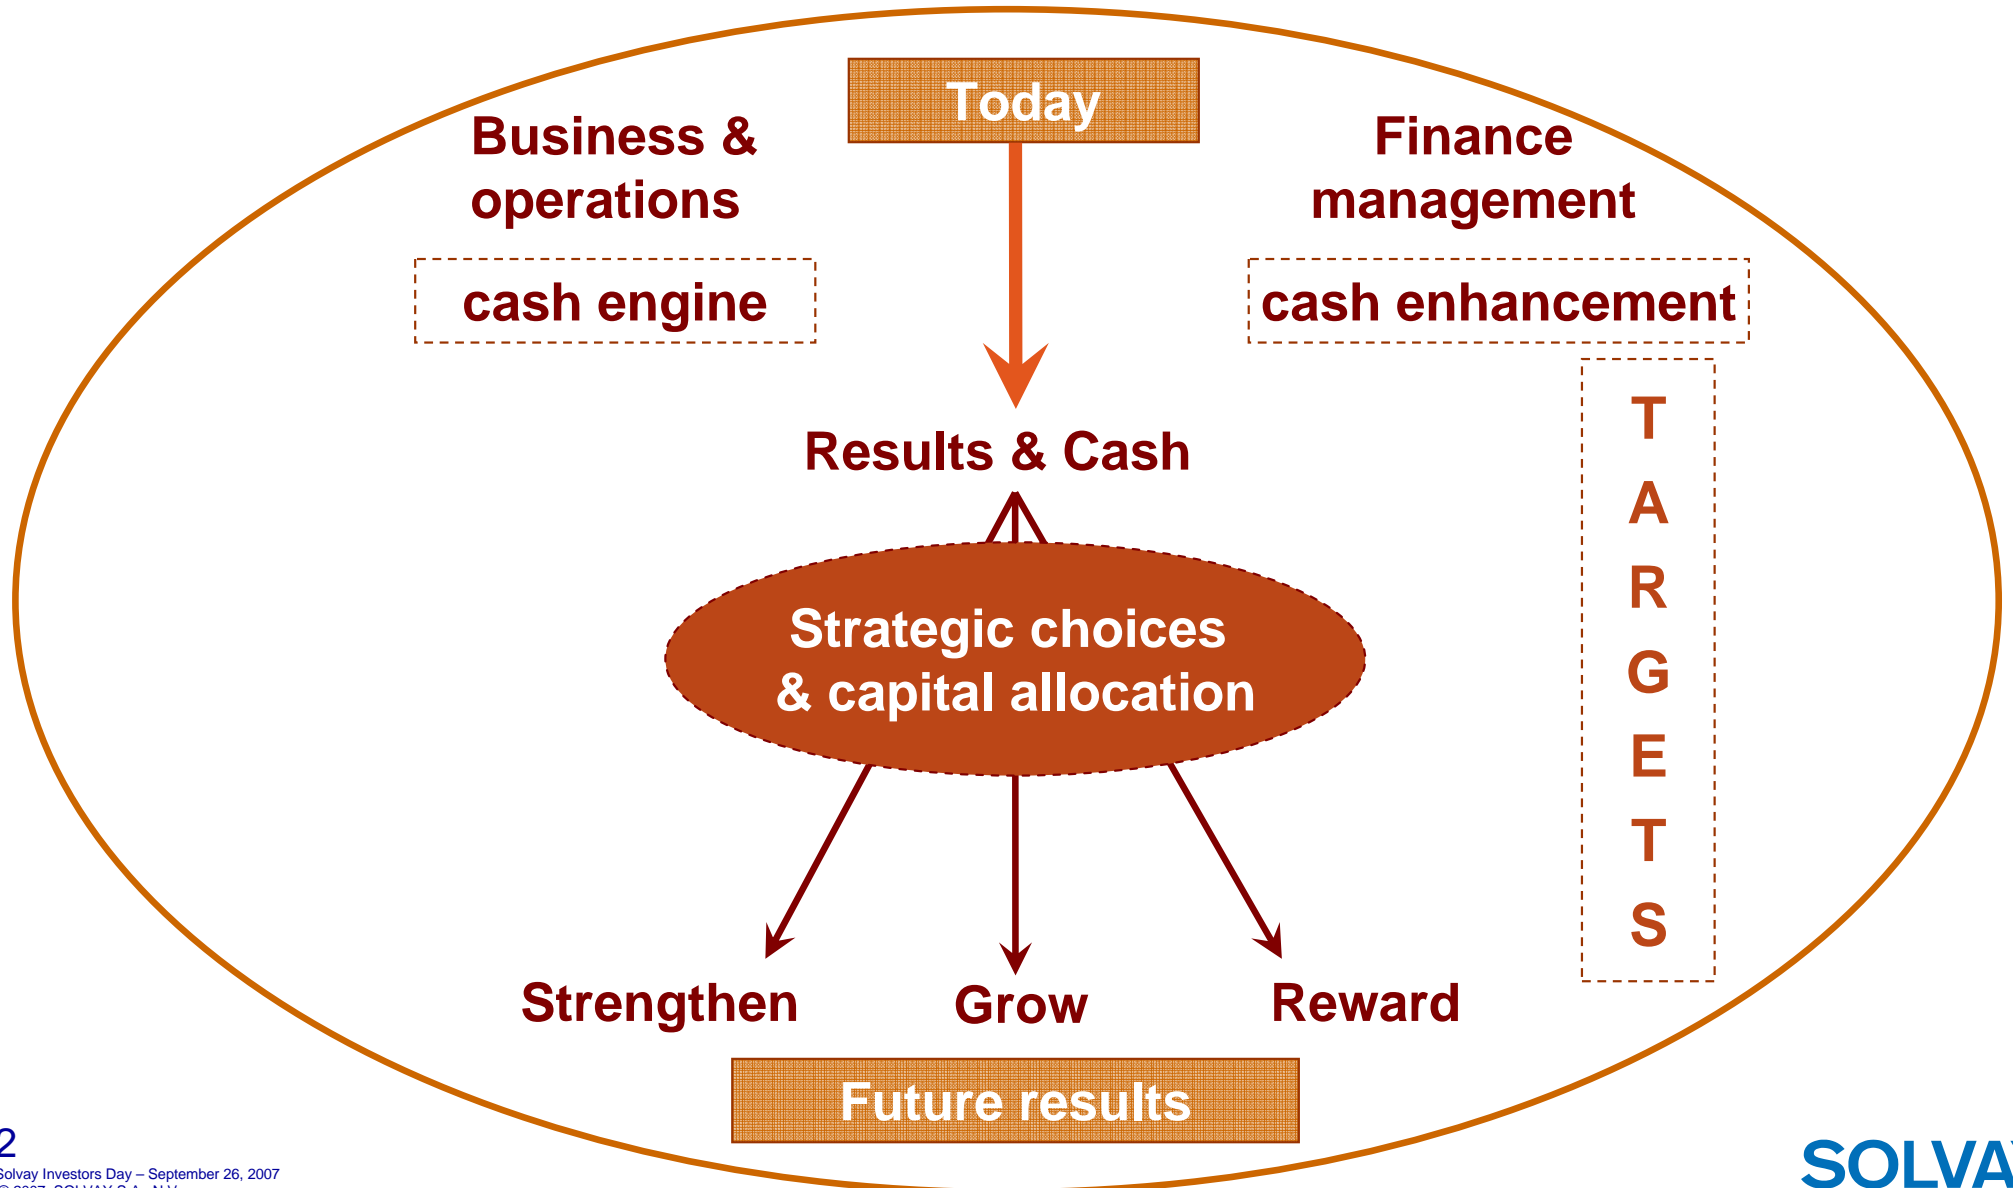 Today
Business &
operations
Finance
management
cash engine
cash enhancement
Results & Cash
T
A
R
G
E
T
S
Strategic choices
& capital allocation
Strengthen
Grow
Reward
Future results
2
Solvay Investors Day – September 26, 2007
SOLVAY